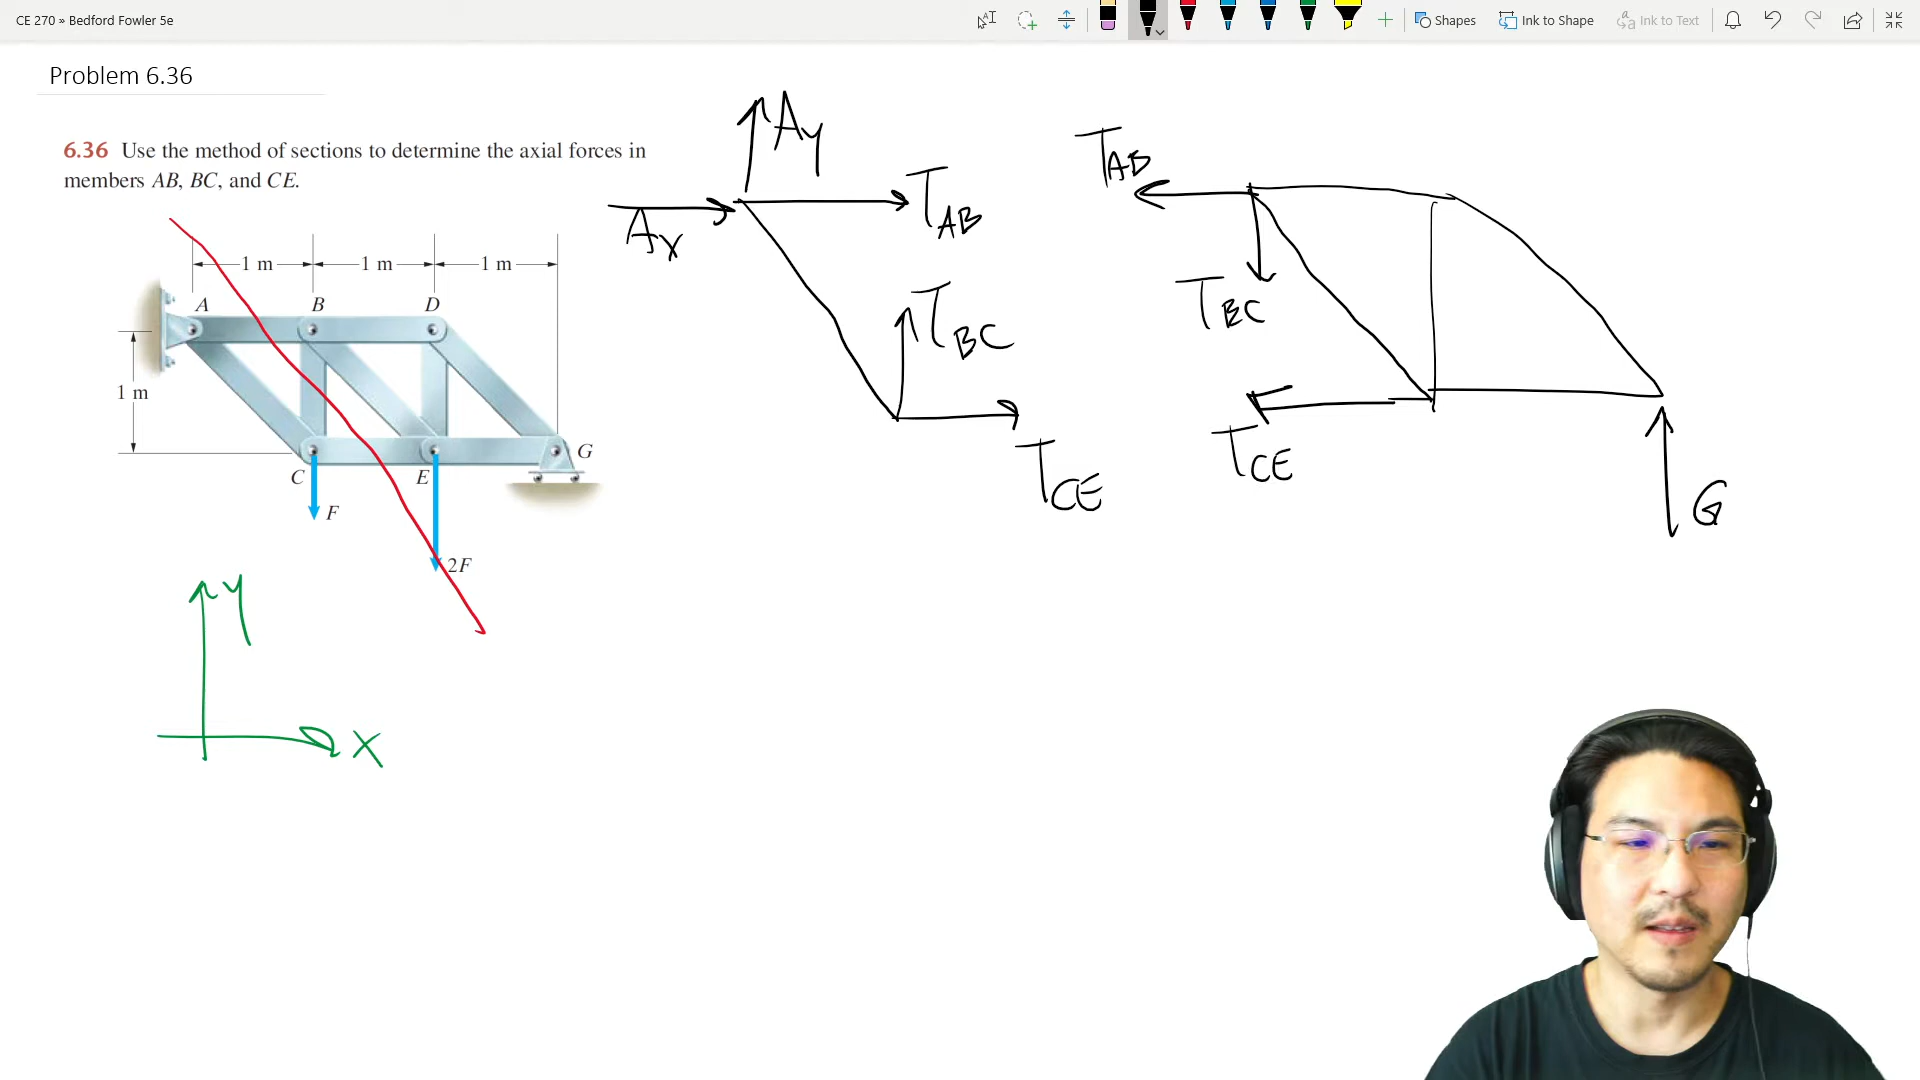 CE 270 » Bedford Fowler 5e
Shapes
Ink to Shape
Ink to Text
Problem 6.36
6.36 Use the method of sections to determine the axial forces in
members AB, BC, and CE.
1 m
1 m
1 m
A
B
D
1 m
C
E
G
F
2F
Y
X
Ay
Ax
TAB
TBC
TCE
TAB
TBC
TCE
G